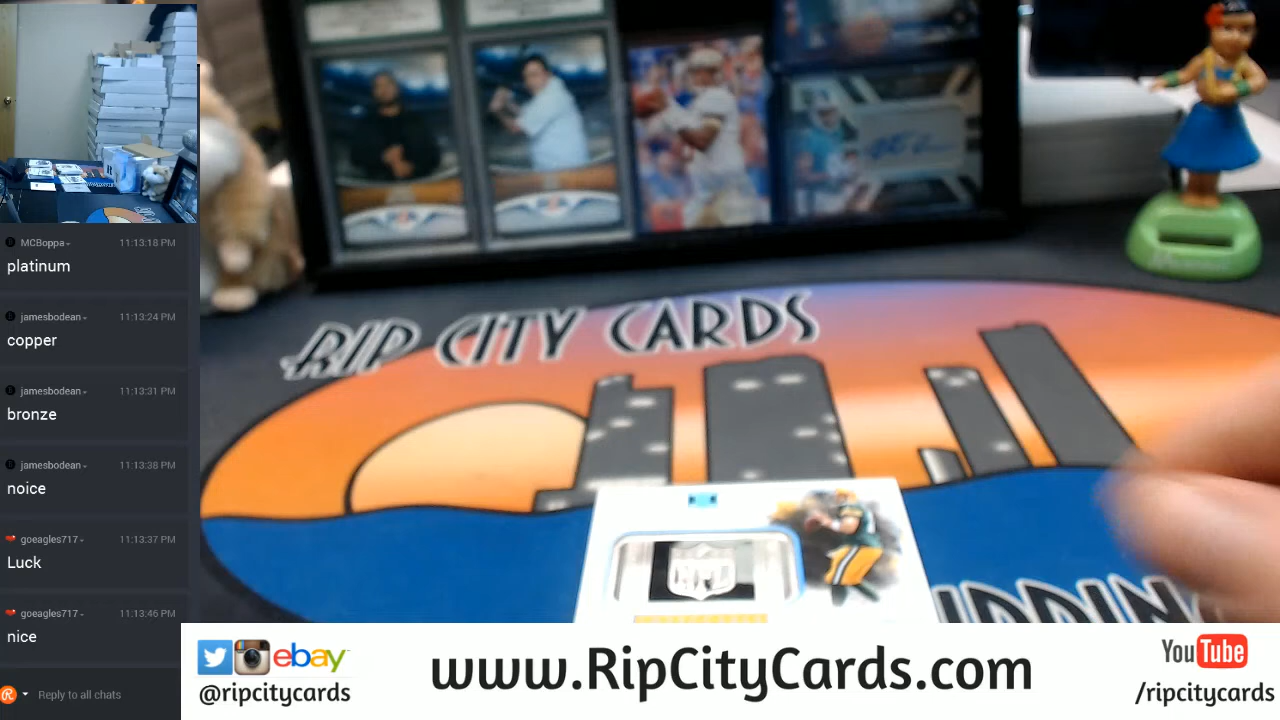 MCBoppa 11:13:18 PM
platinum
jamesbodean 11:13:24 PM
copper
jamesbodean 11:13:31 PM
bronze
jamesbodean 11:13:38 PM
noice
goeagles717 11:13:37 PM
Luck
goeagles717 11:13:46 PM
nice
Reply to all chats
RIP CITY CARDS
NFL
ebay
@ripcitycards
www.RipCityCards.com
YouTube
/ripcitycards